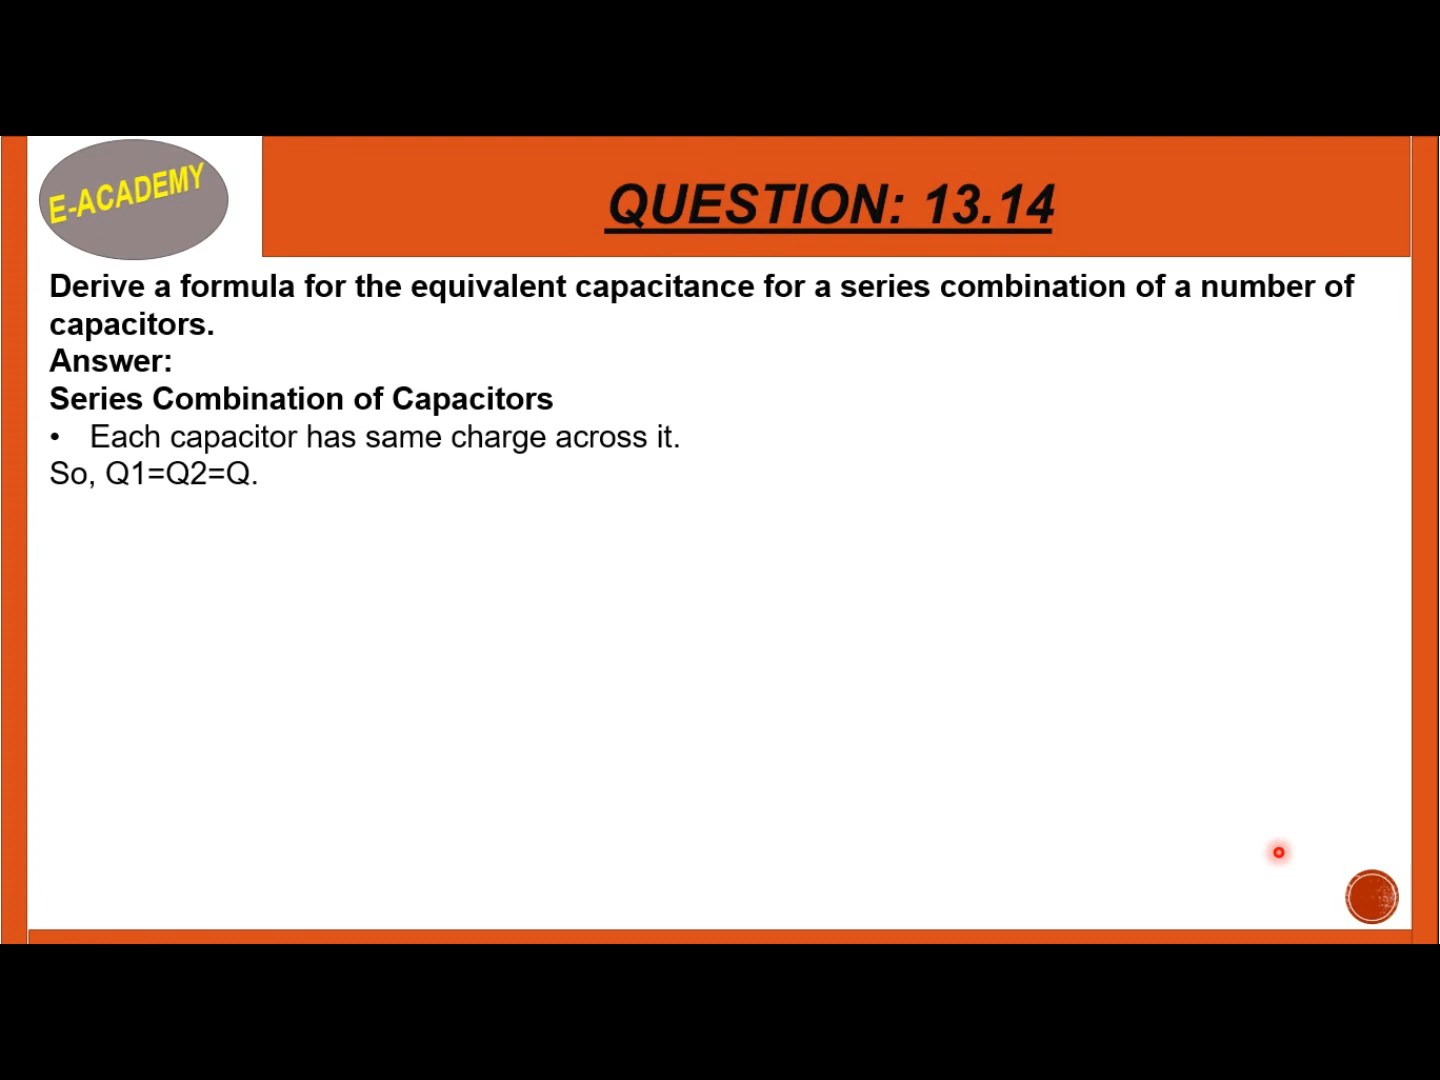 E-ACADEMY
QUESTION: 13.14
Derive a formula for the equivalent capacitance for a series combination of a number of
capacitors.
Answer:
Series Combination of Capacitors
• Each capacitor has same charge across it.
So, Q1=Q2=Q.